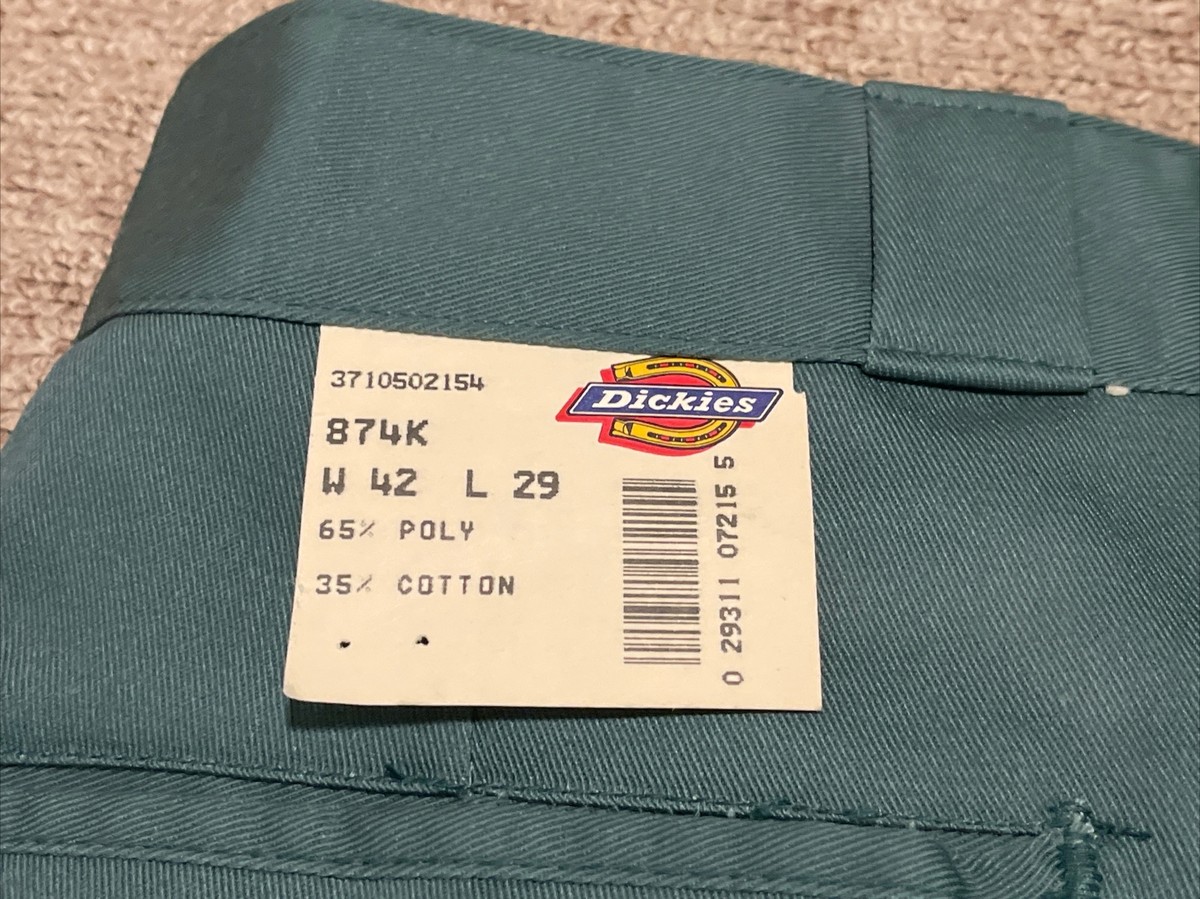 3710502154
Dickies
874K
W 42 L 29
65% POLY
35% COTTON
0 29311 07215 5